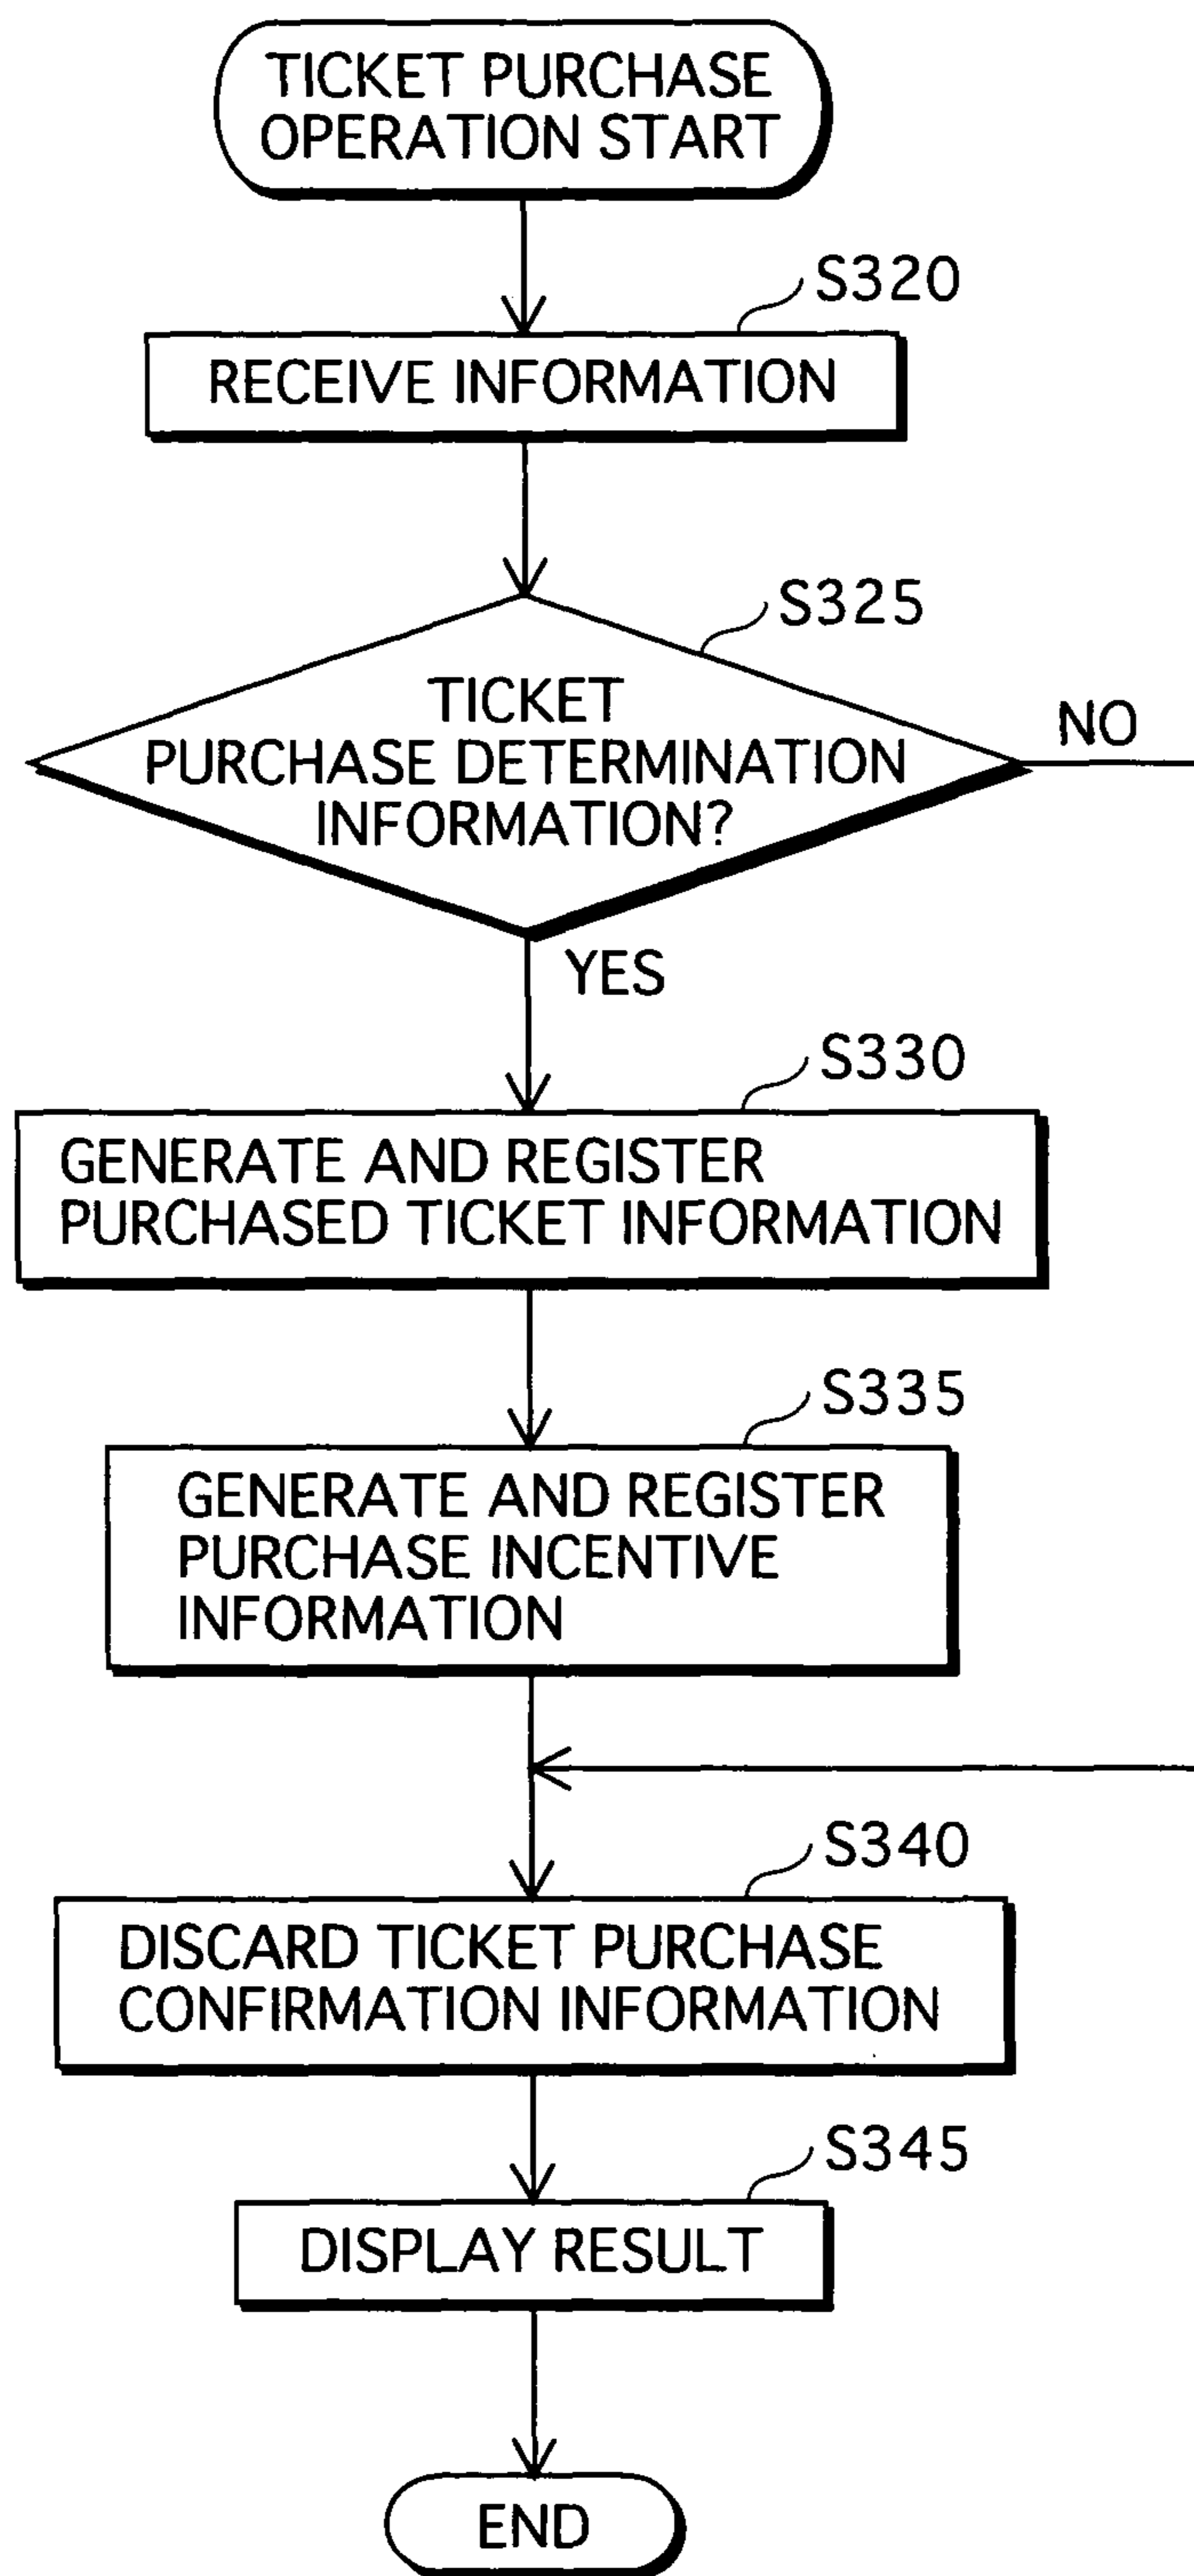 TICKET PURCHASE
OPERATION START
S320
RECEIVE INFORMATION
S325
TICKET
PURCHASE DETERMINATION
INFORMATION?
NO
YES
S330
GENERATE AND REGISTER
PURCHASED TICKET INFORMATION
S335
GENERATE AND REGISTER
PURCHASE INCENTIVE
INFORMATION
S340
DISCARD TICKET PURCHASE
CONFIRMATION INFORMATION
S345
DISPLAY RESULT
END